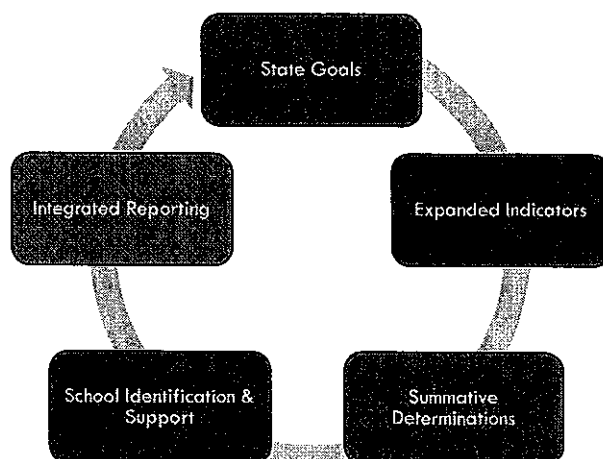 State Goals
Expanded Indicators
Summative
Determinations
School Identification &
Support
Integrated Reporting